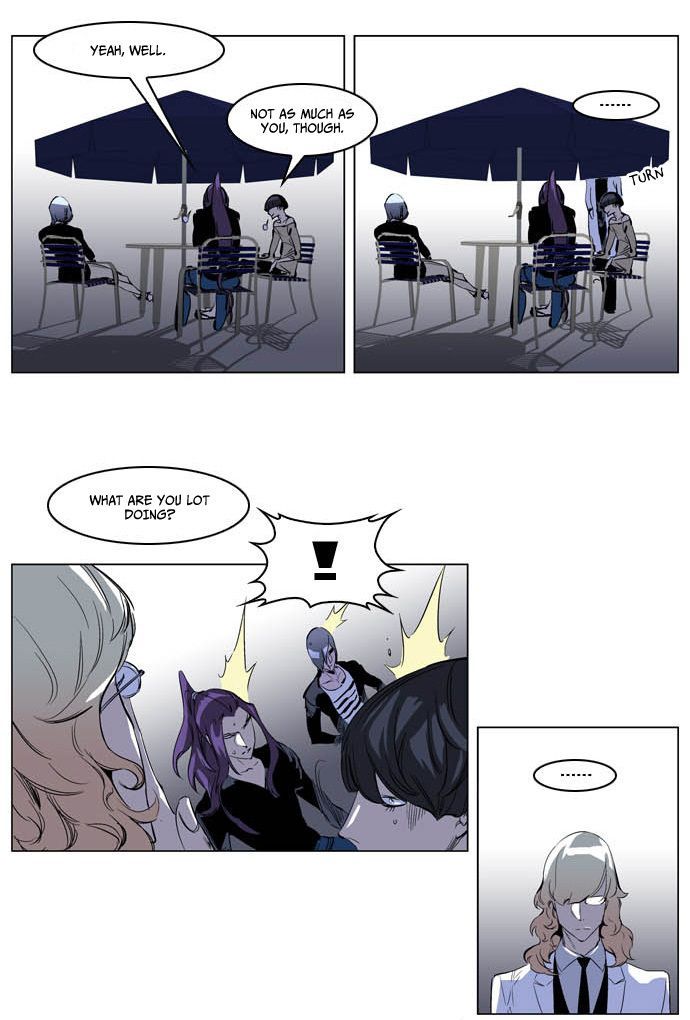 YEAH, WELL.
NOT AS MUCH AS
YOU, THOUGH.
------
TURN
WHAT ARE YOU LOT
DOING?
!
------